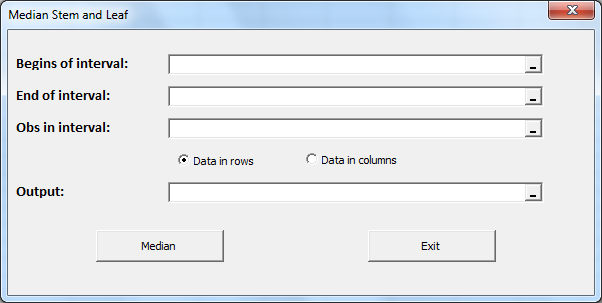 Median Stem and Leaf
Begins of interval:
End of interval:
Obs in interval:
Data in rows
Data in columns
Output:
Median
Exit